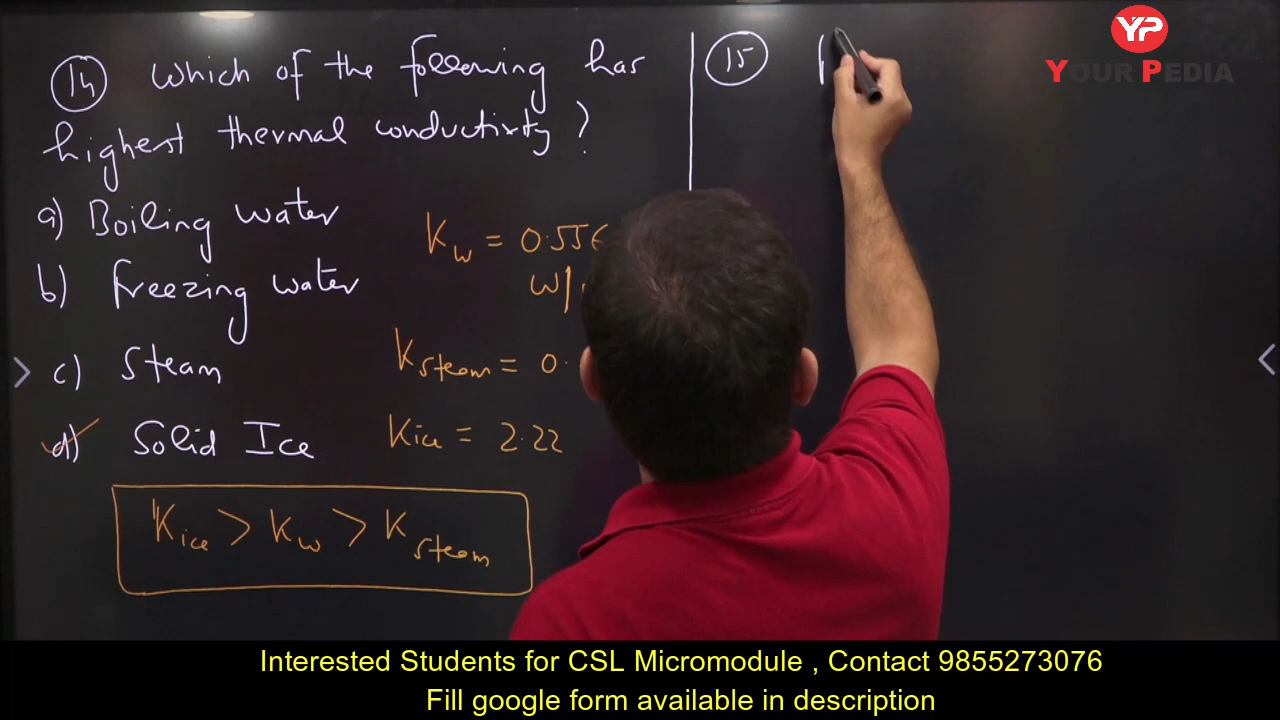 14 Which of the following has
highest thermal conductivity ?
a) Boiling water
b) freezing water
c) Steam
d) Solid Ice
Kw = 0.556
W/
Ksteam = 0.
Kice = 2.22
Kice > Kw > Ksteam
15
YP
YOUR PEDIA
Interested Students for CSL Micromodule , Contact 9855273076
Fill google form available in description